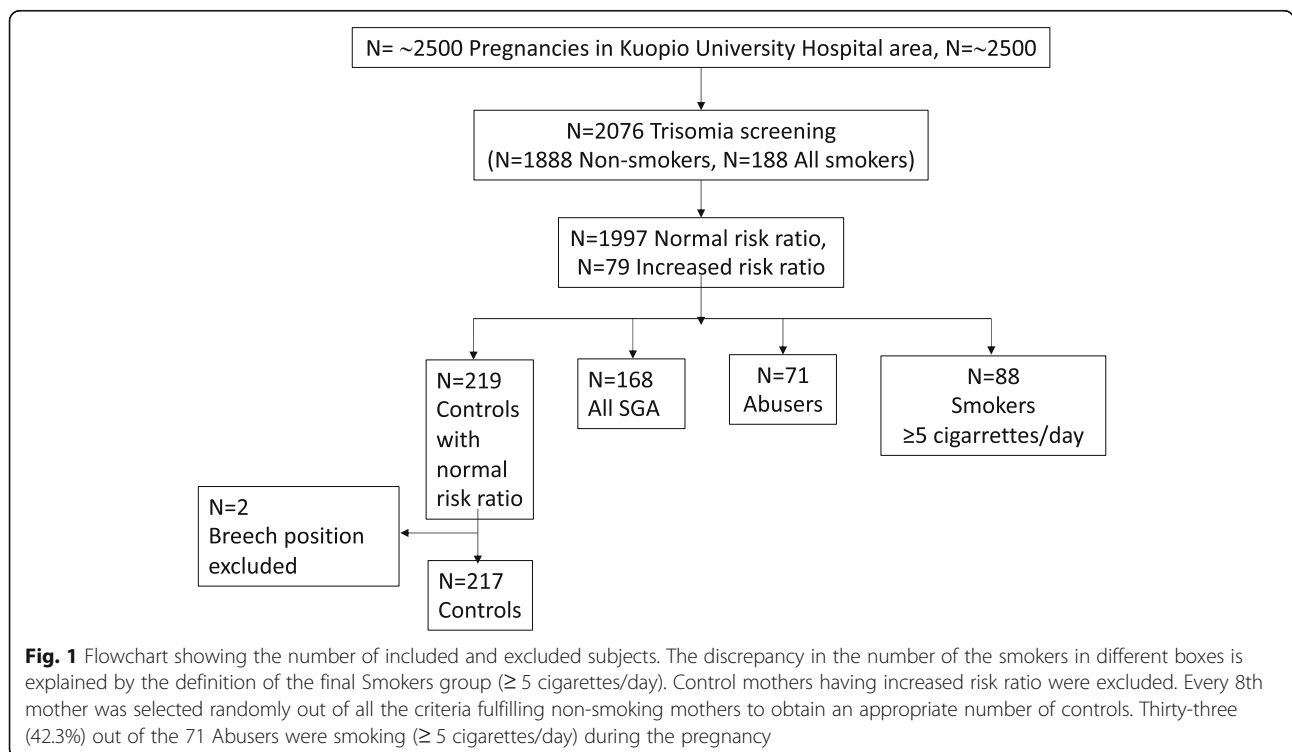 N= ~2500 Pregnancies in Kuopio University Hospital area, N=~2500
N=2076 Trisomia screening
(N=1888 Non-smokers, N=188 All smokers)
N=1997 Normal risk ratio,
N=79 Increased risk ratio
N=219
Controls
with
normal
risk ratio
N=168
All SGA
N=71
Abusers
N=88
Smokers
≥5 cigarrettes/day
N=2
Breech position
excluded
N=217
Controls
Fig. 1 Flowchart showing the number of included and excluded subjects. The discrepancy in the number of the smokers in different boxes is
explained by the definition of the final Smokers group (≥ 5 cigarettes/day). Control mothers having increased risk ratio were excluded. Every 8th
mother was selected randomly out of all the criteria fulfilling non-smoking mothers to obtain an appropriate number of controls. Thirty-three
(42.3%) out of the 71 Abusers were smoking (≥ 5 cigarettes/day) during the pregnancy